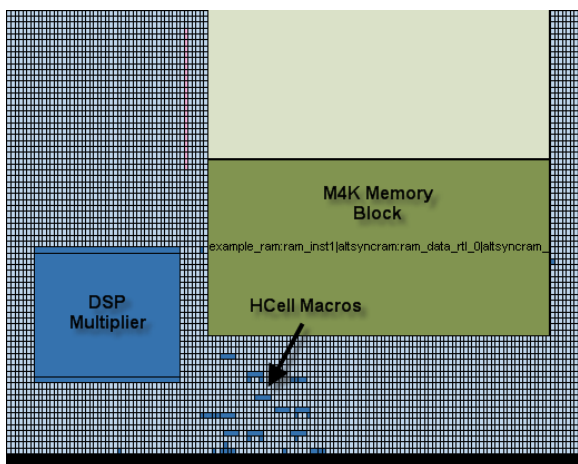 M4K Memory
Block
example_ram:ram_inst1|altsyncram:ram_data_rtl_0|altsyncram_
DSP
Multiplier
HCell Macros